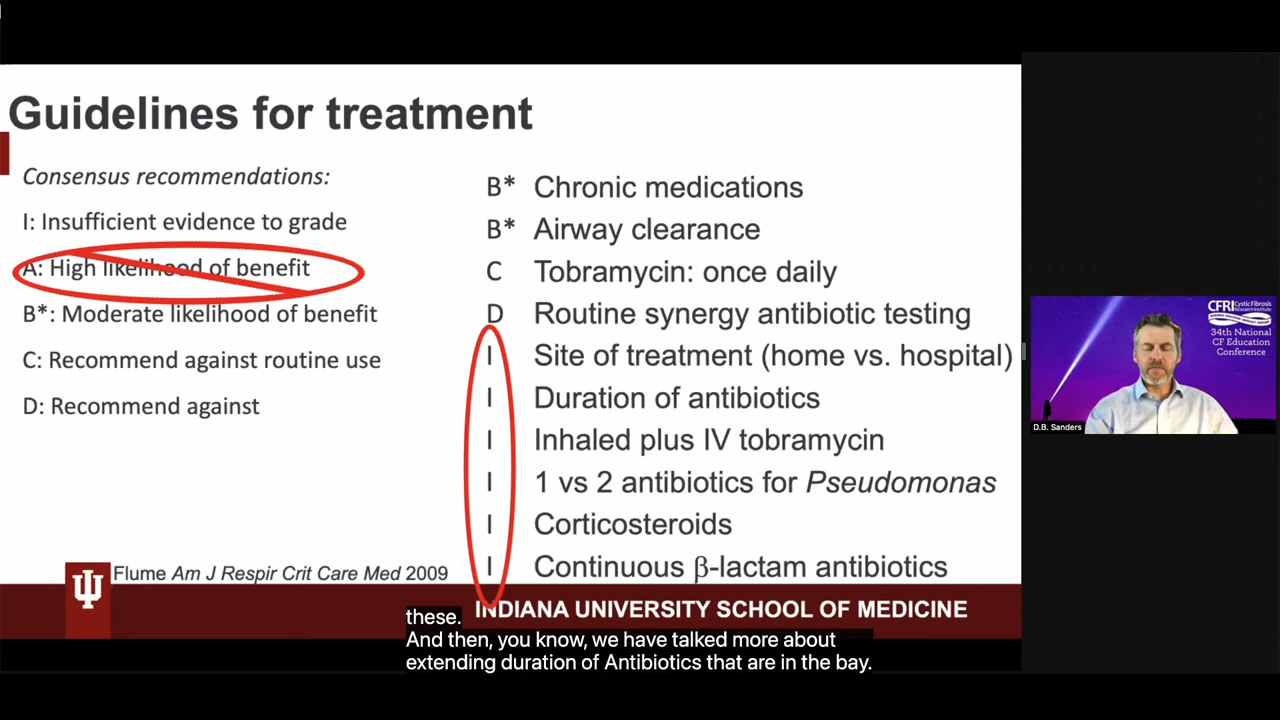 Guidelines for treatment
Consensus recommendations:
I: Insufficient evidence to grade
A: High likelihood of benefit
B*: Moderate likelihood of benefit
C: Recommend against routine use
D: Recommend against
B* Chronic medications
B* Airway clearance
C Tobramycin: once daily
D Routine synergy antibiotic testing
I Site of treatment (home vs. hospital)
I Duration of antibiotics
I Inhaled plus IV tobramycin
I 1 vs 2 antibiotics for Pseudomonas
I Corticosteroids
I Continuous β-lactam antibiotics
Flume Am J Respir Crit Care Med 2009
INDIANA UNIVERSITY SCHOOL OF MEDICINE
these.
And then, you know, we have talked more about
extending duration of Antibiotics that are in the bay.
CFRI Cystic Fibrosis
Research Institute
34th National
CF Education
Conference
D.B. Sanders